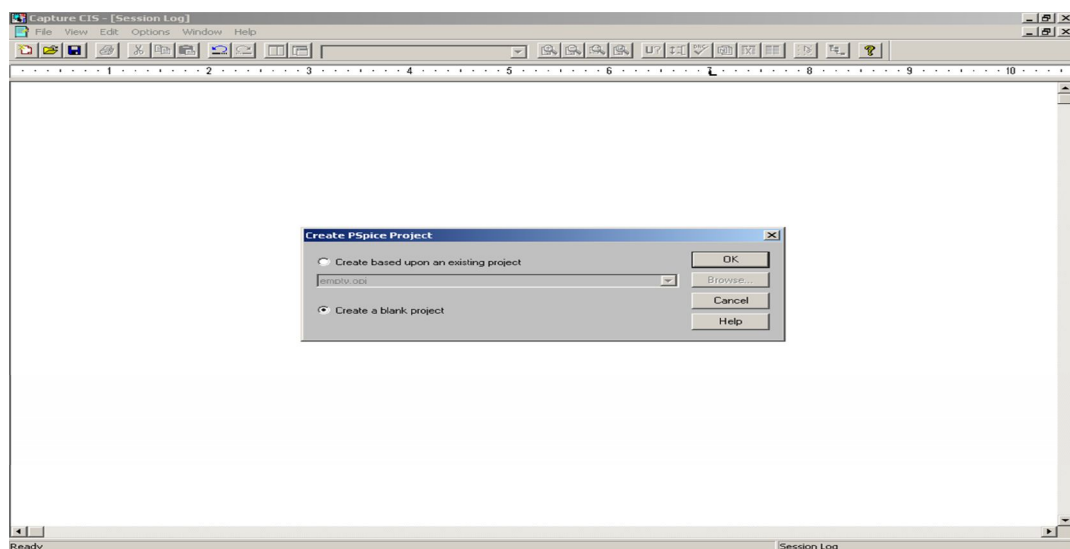 Capture CIS - [Session Log]
File View Edit Options Window Help
U?
1 2 3 4 5 6 7 8 9 10
Create PSpice Project
Create based upon an existing project
OK
empty.opj
Browse...
Create a blank project
Cancel
Help
Ready
Session Log